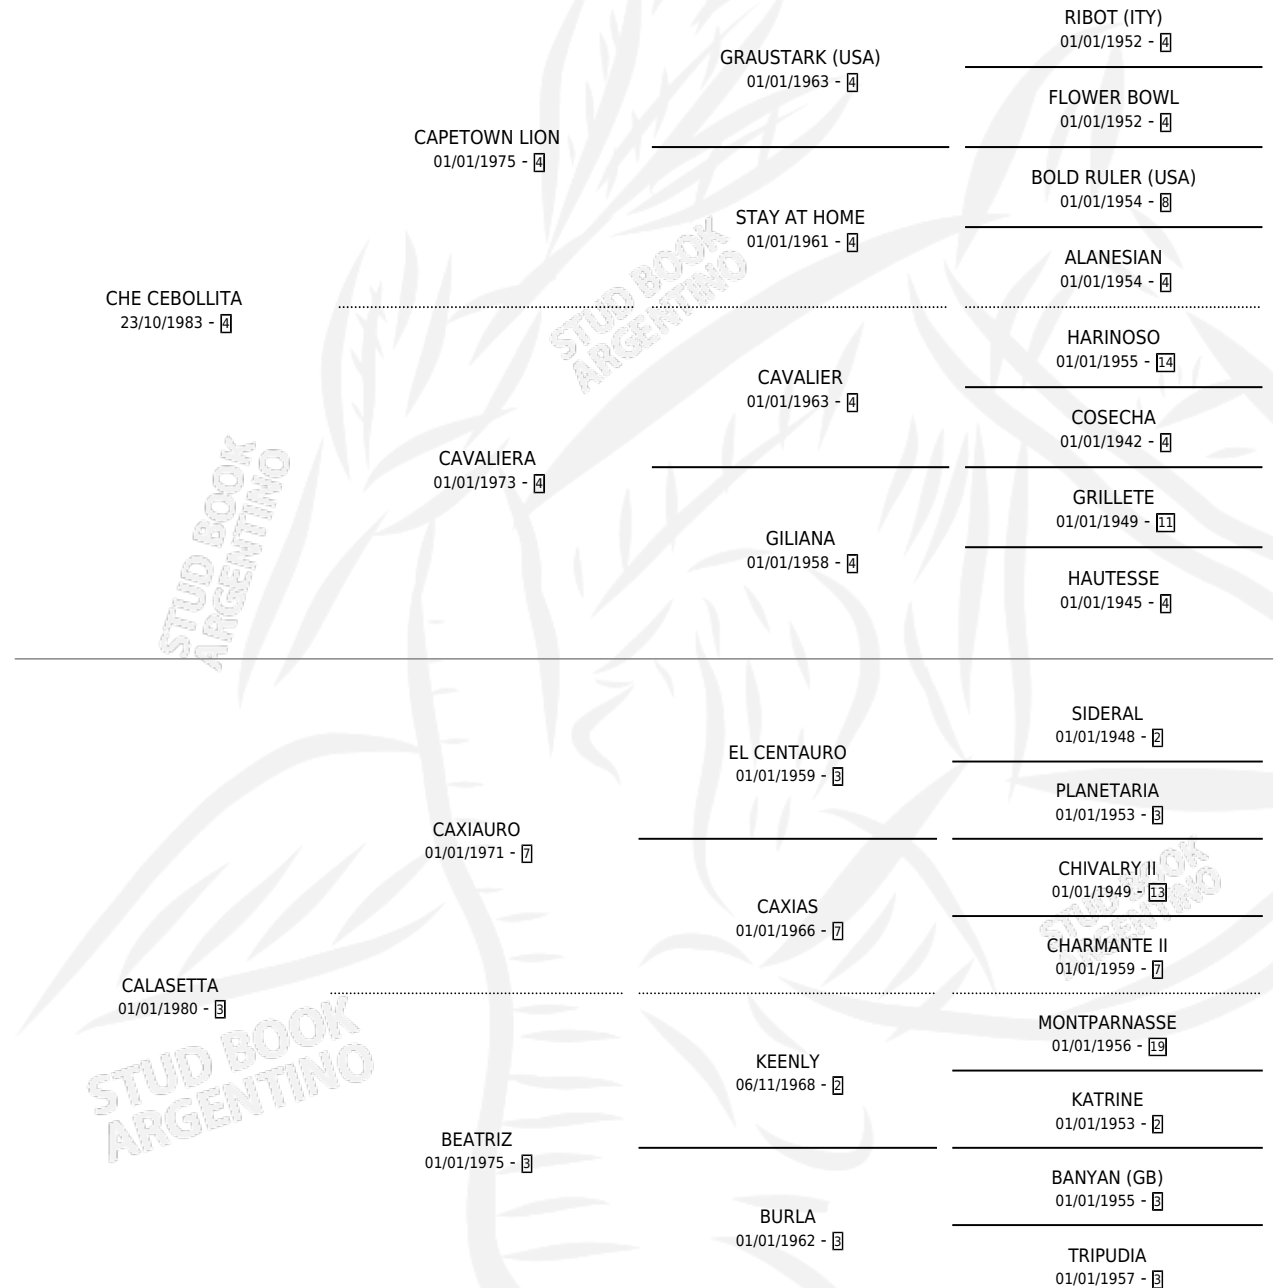 RIBOT (ITY)
01/01/1952 - 4
GRAUSTARK (USA)
01/01/1963 - 4
FLOWER BOWL
01/01/1952 - 4
CAPETOWN LION
01/01/1975 - 4
BOLD RULER (USA)
01/01/1954 - 8
STAY AT HOME
01/01/1961 - 4
ALANESIAN
01/01/1954 - 4
CHE CEBOLLITA
23/10/1983 - 4
STUD BOOK
ARGENTINO
HARINOSO
01/01/1955 - 14
CAVALIER
01/01/1963 - 4
COSECHA
01/01/1942 - 4
CAVALIERA
01/01/1973 - 4
GRILLETE
01/01/1949 - 11
GILIANA
01/01/1958 - 4
HAUTESSE
01/01/1945 - 4
STUD BOOK
ARGENTINO
SIDERAL
01/01/1948 - 2
EL CENTAURO
01/01/1959 - 3
PLANETARIA
01/01/1953 - 3
CAXIAURO
01/01/1971 - 7
CHIVALRY II
01/01/1949 - 13
CAXIAS
01/01/1966 - 7
STUD BOOK
ARGENTINO
CHARMANTE II
01/01/1959 - 7
CALASETTA
01/01/1980 - 3
STUD BOOK
ARGENTINO
MONTPARNASSE
01/01/1956 - 19
KEENLY
06/11/1968 - 2
KATRINE
01/01/1953 - 2
BEATRIZ
01/01/1975 - 3
BANYAN (GB)
01/01/1955 - 3
BURLA
01/01/1962 - 3
TRIPUDIA
01/01/1957 - 3